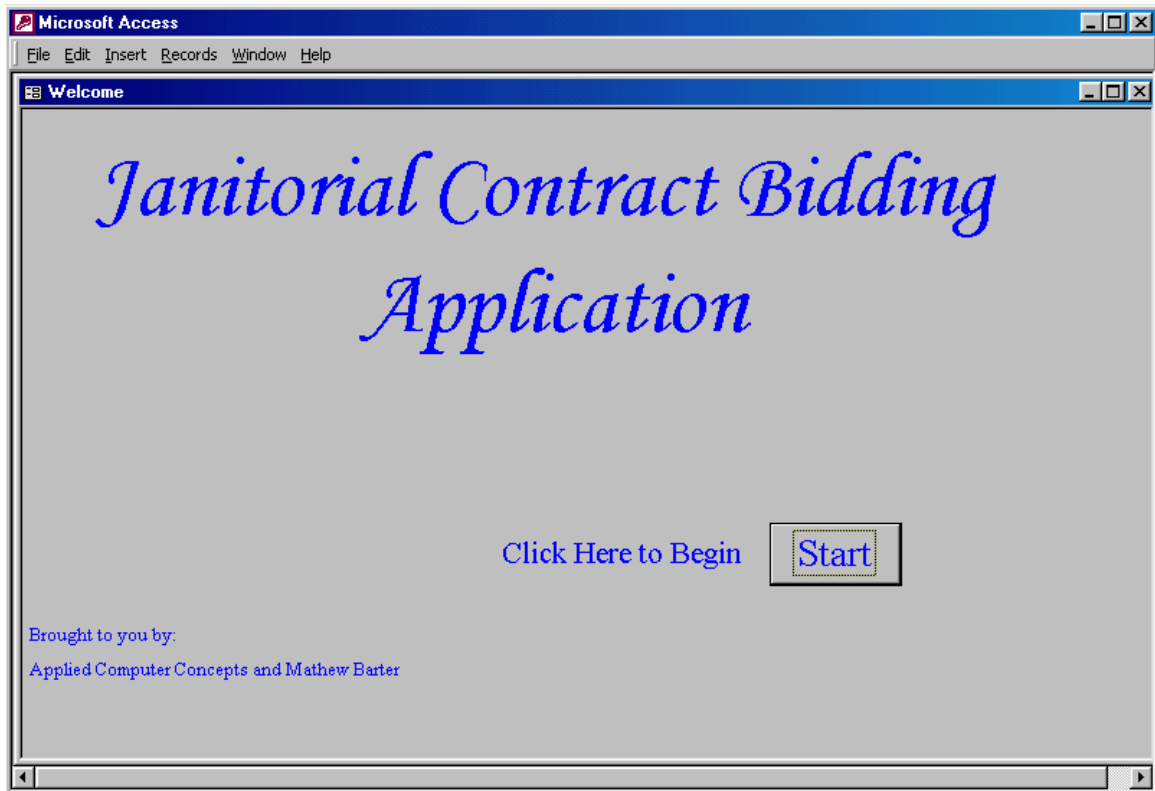 Microsoft Access
File Edit Insert Records Window Help
Welcome
Janitorial Contract Bidding
Application
Click Here to Begin Start
Brought to you by:
Applied Computer Concepts and Mathew Barter